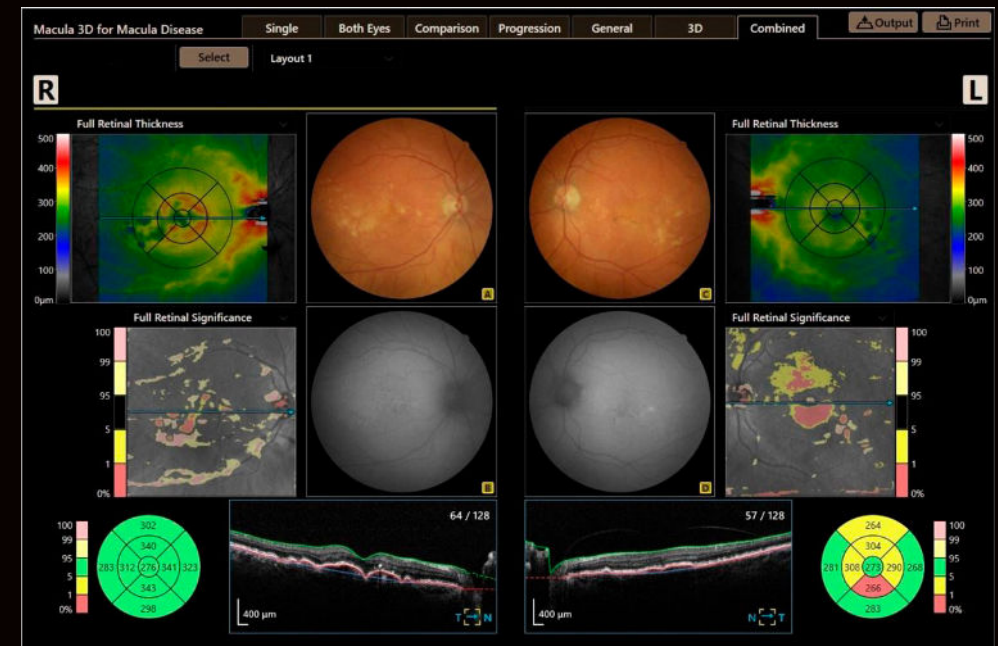 Macula 3D for Macula Disease Single Both Eyes Comparison Progression General 3D Combined Output Print
Select Layout 1
R L
Full Retinal Thickness
500
400
300
200
100
0μm
A
C
Full Retinal Thickness
500
400
300
200
100
0μm
Full Retinal Significance
100
99
95
5
1
0%
B
D
Full Retinal Significance
100
99
95
5
1
0%
100
99
95
5
1
0%
302
340
283 312 276 341 323
343
298
64 / 128
400 μm
T N
57 / 128
400 μm
N T
264
304
281 308 273 290 268
266
283
100
99
95
5
1
0%